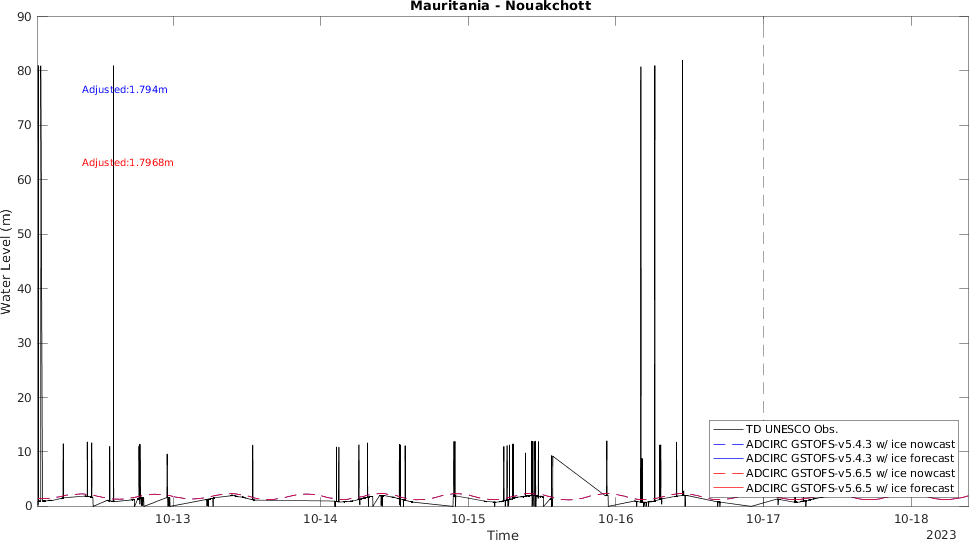 Mauritania - Nouakchott
90
80
70
60
50
40
30
20
10
0
Water Level (m)
Adjusted:1.794m
Adjusted:1.7968m
TD UNESCO Obs.
ADCIRC GSTOFS-v5.4.3 w/ ice nowcast
ADCIRC GSTOFS-v5.4.3 w/ ice forecast
ADCIRC GSTOFS-v5.6.5 w/ ice nowcast
ADCIRC GSTOFS-v5.6.5 w/ ice forecast
10-13
10-14
10-15
10-16
10-17
10-18
Time
2023